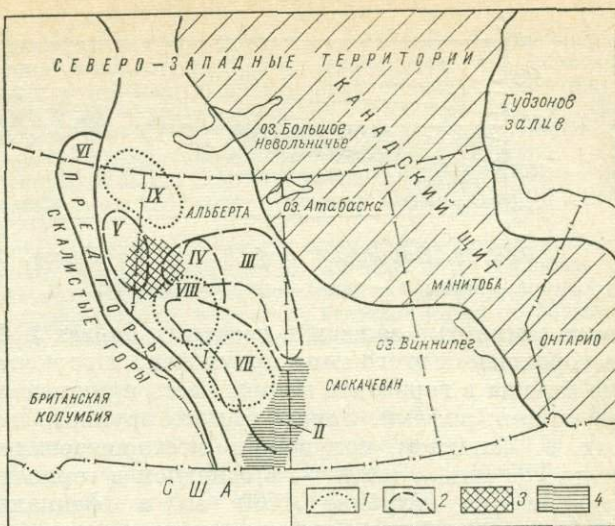 СЕВЕРО-ЗАПАДНЫЕ ТЕРРИТОРИИ
КАНАДСКИЙ ЩИТ
Гудзонов
залив
оз. Большое
Невольничье
VI
IX
АЛЬБЕРТА
оз. Атабаска
ПРЕДГОРЬЯ
СКАЛИСТЫЕ ГОРЫ
V
IV
III
МАНИТОБА
VIII
оз. Виннипег
ОНТАРИО
I
VII
САСКАЧЕВАН
БРИТАНСКАЯ
КОЛУМБИЯ
II
США
1
2
3
4